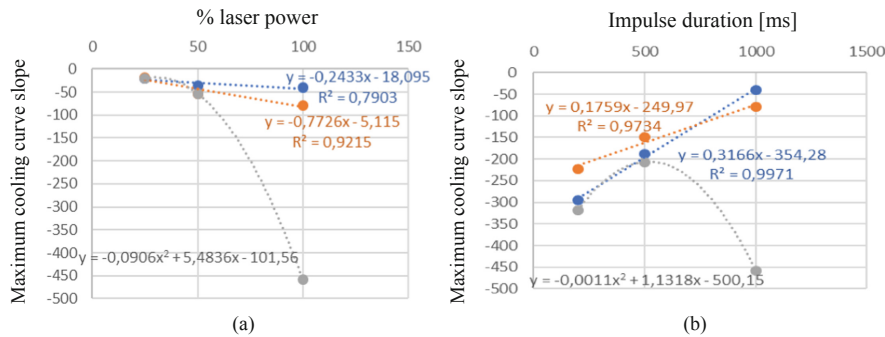 % laser power
0 50 100 150
Maximum cooling curve slope
0
-50
-100
-150
-200
-250
-300
-350
-400
-450
-500
y = -0,2433x - 18,095
R² = 0,7903
y = -0,7726x - 5,115
R² = 0,9215
y = -0,0906x² + 5,4836x - 101,56
(a)
Impulse duration [ms]
0 500 1000 1500
Maximum cooling curve slope
0
-50
-100
-150
-200
-250
-300
-350
-400
-450
-500
y = 0,1759x - 249,97
R² = 0,9734
y = 0,3166x - 354,28
R² = 0,9971
y = -0,0011x² + 1,1318x - 500,15
(b)